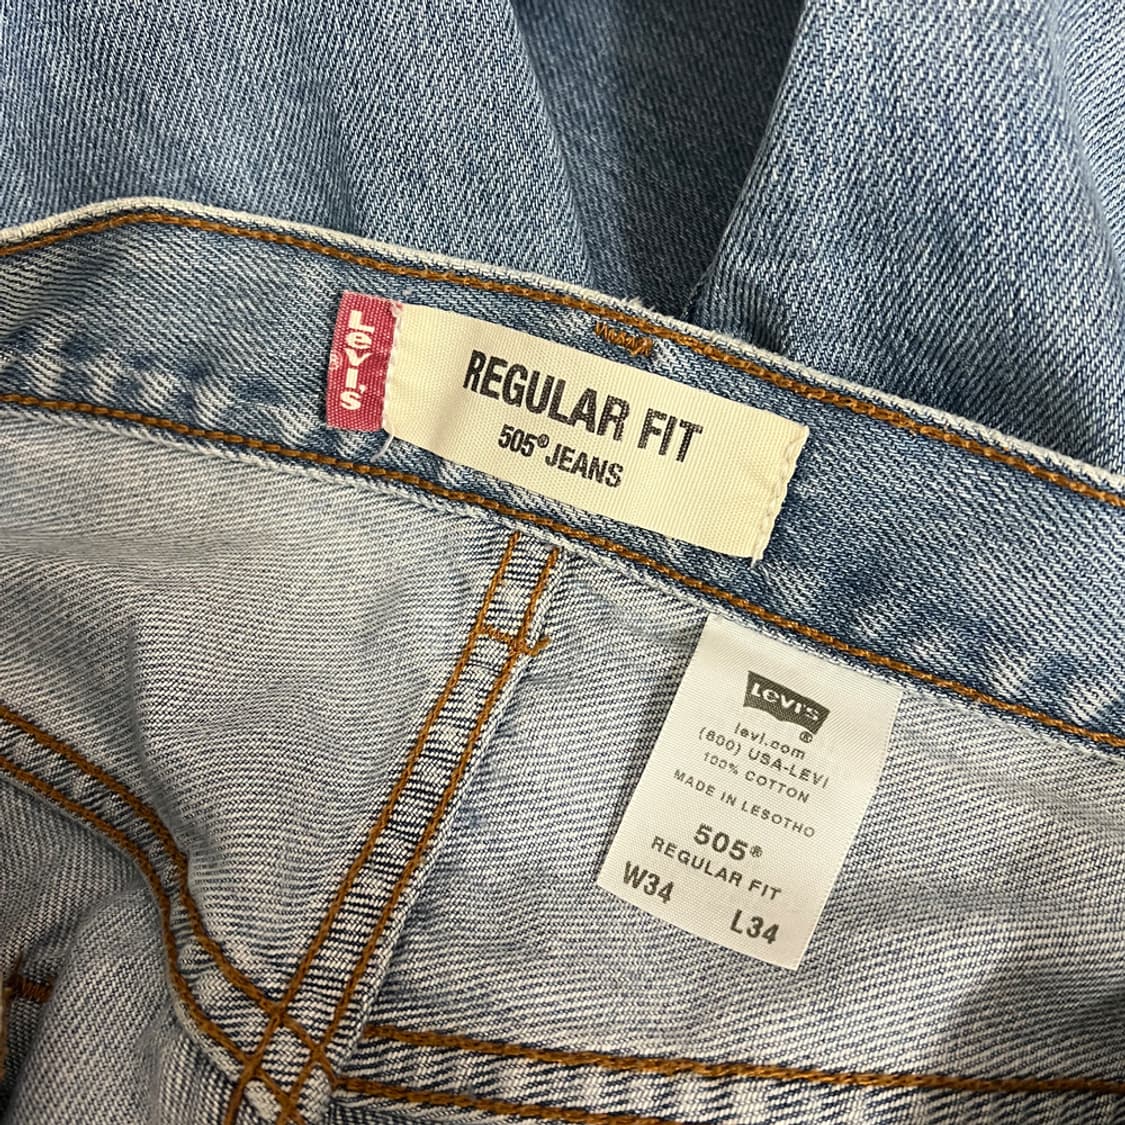 Levi's
®
REGULAR FIT
505® JEANS
LEVI'S
®
levi.com
(800) USA-LEVI
100% COTTON
MADE IN LESOTHO
505®
REGULAR FIT
W34 L34